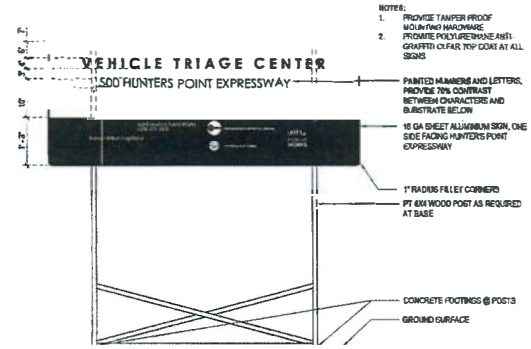 NOTES:
1. PROVIDE TAMPER PROOF
MOUNTING HARDWARE
2. PROVIDE POLYURETHANE ANTI-
GRAFFITI CLEAR TOP COAT AT ALL
SIGNS
VEHICLE TRIAGE CENTER
500 HUNTERS POINT EXPRESSWAY
PAINTED NUMBERS AND LETTERS,
PROVIDE 70% CONTRAST
BETWEEN CHARACTERS AND
SUBSTRATE BELOW
16 GA SHEET ALUMINUM SIGN, ONE
SIDE FACING HUNTER'S POINT
EXPRESSWAY
1" RADIUS FILLET CORNERS
PT 4X4 WOOD POST AS REQUIRED
AT BASE
CONCRETE FOOTINGS @ POSTS
GROUND SURFACE